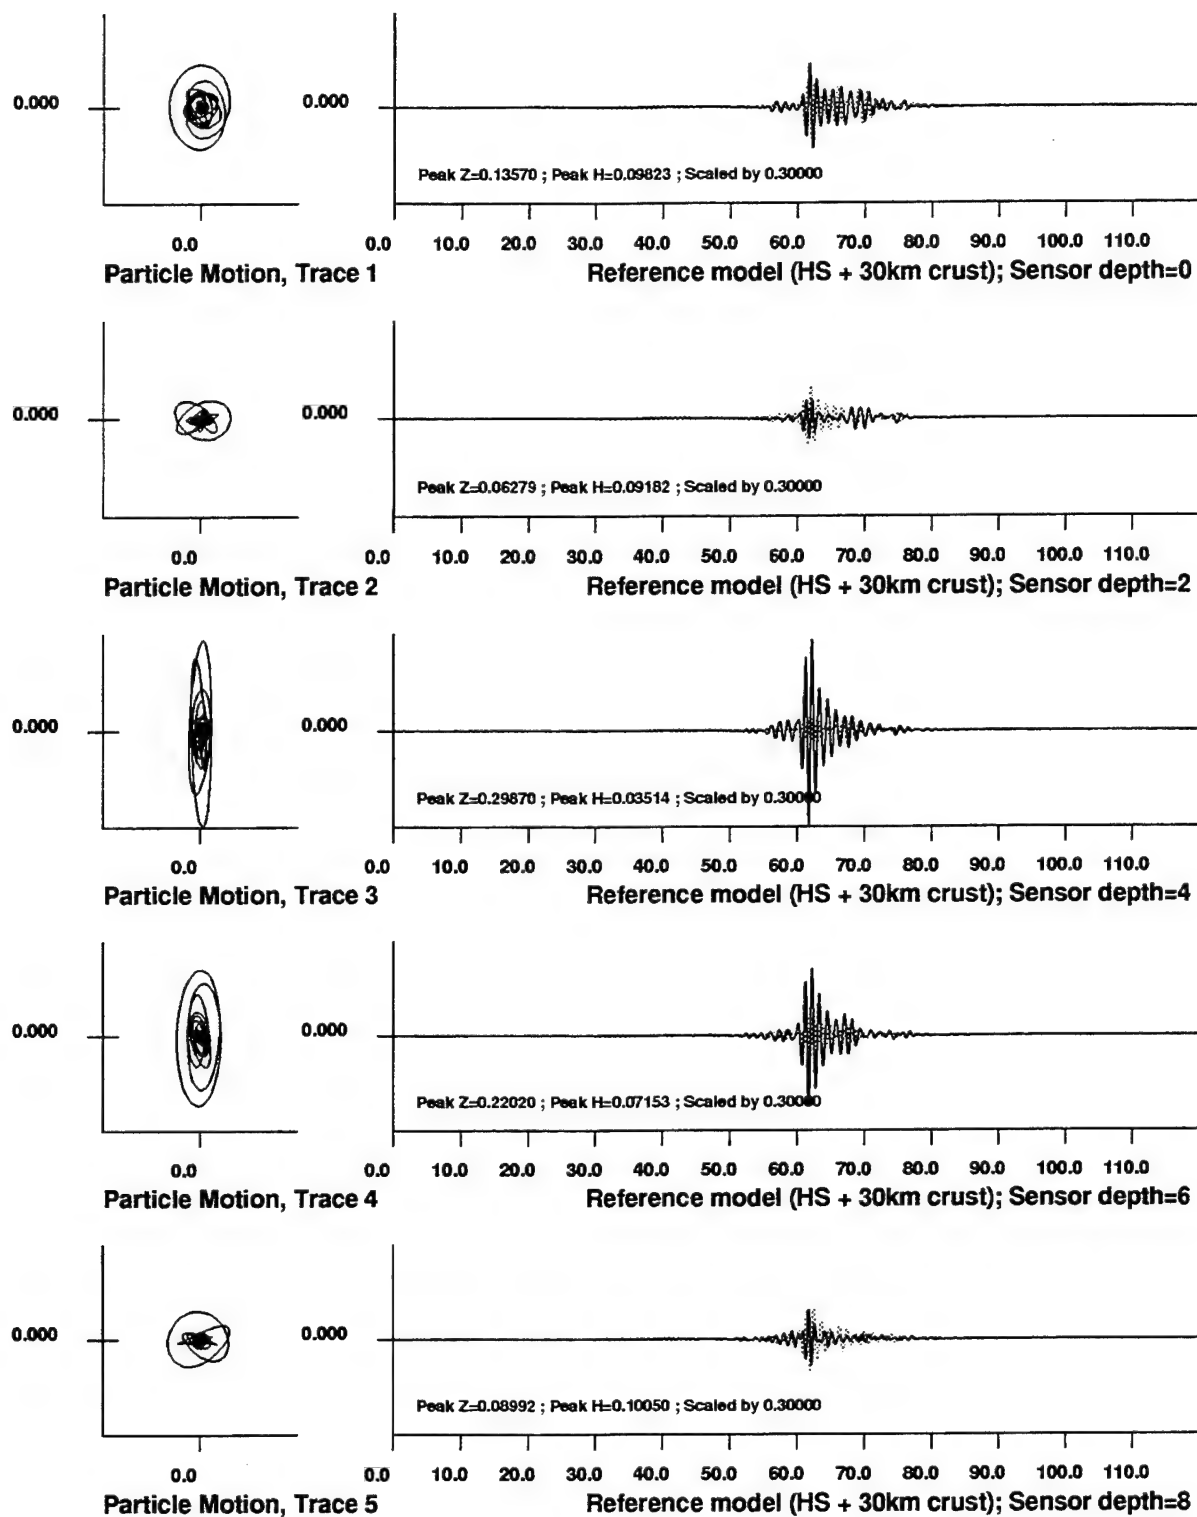 0.000 0.000
Peak Z=0.13570 ; Peak H=0.09823 ; Scaled by 0.30000
0.0 0.0 10.0 20.0 30.0 40.0 50.0 60.0 70.0 80.0 90.0 100.0 110.0
Particle Motion, Trace 1 Reference model (HS + 30km crust); Sensor depth=0
0.000 0.000
Peak Z=0.06279 ; Peak H=0.09182 ; Scaled by 0.30000
0.0 0.0 10.0 20.0 30.0 40.0 50.0 60.0 70.0 80.0 90.0 100.0 110.0
Particle Motion, Trace 2 Reference model (HS + 30km crust); Sensor depth=2
0.000 0.000
Peak Z=0.29870 ; Peak H=0.03514 ; Scaled by 0.30000
0.0 0.0 10.0 20.0 30.0 40.0 50.0 60.0 70.0 80.0 90.0 100.0 110.0
Particle Motion, Trace 3 Reference model (HS + 30km crust); Sensor depth=4
0.000 0.000
Peak Z=0.22020 ; Peak H=0.07153 ; Scaled by 0.30000
0.0 0.0 10.0 20.0 30.0 40.0 50.0 60.0 70.0 80.0 90.0 100.0 110.0
Particle Motion, Trace 4 Reference model (HS + 30km crust); Sensor depth=6
0.000 0.000
Peak Z=0.08992 ; Peak H=0.10050 ; Scaled by 0.30000
0.0 0.0 10.0 20.0 30.0 40.0 50.0 60.0 70.0 80.0 90.0 100.0 110.0
Particle Motion, Trace 5 Reference model (HS + 30km crust); Sensor depth=8